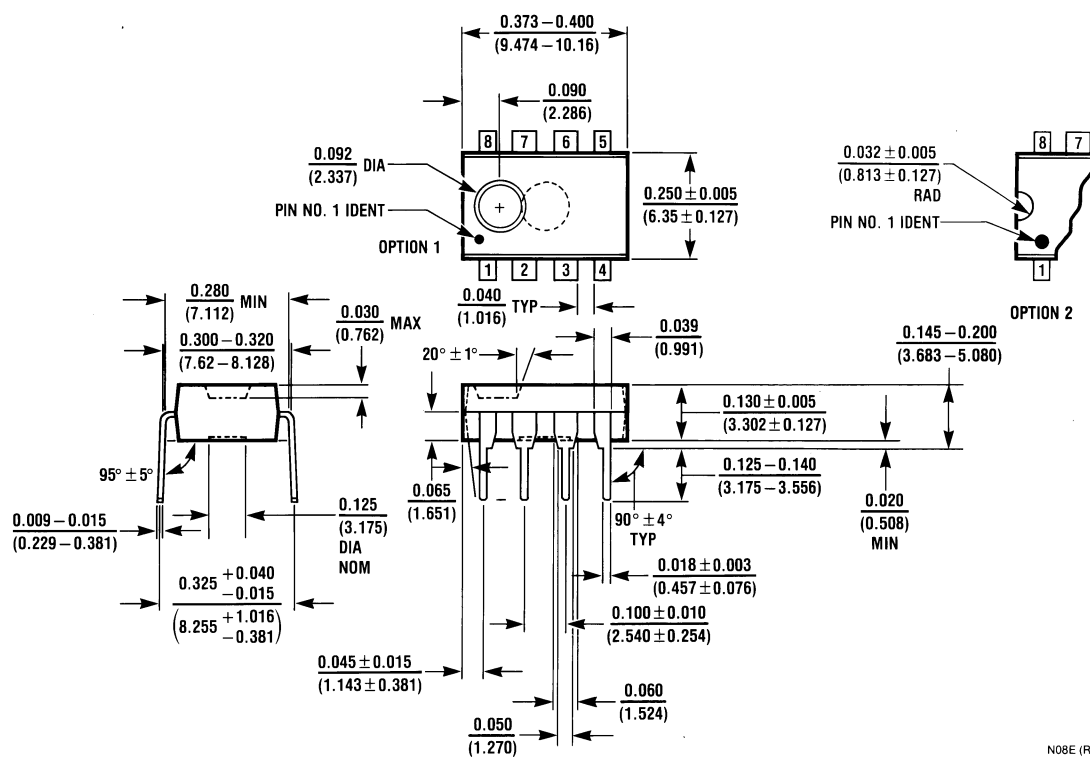 0.373 – 0.400
(9.474 – 10.16)
0.090
(2.286)
8 7 6 5
0.092 DIA
(2.337)
PIN NO. 1 IDENT
OPTION 1
1 2 3 4
0.250 ± 0.005
(6.35 ± 0.127)
8 7
0.032 ± 0.005
(0.813 ± 0.127)
RAD
PIN NO. 1 IDENT
1
OPTION 2
0.280 MIN
(7.112)
0.300 – 0.320
(7.62 – 8.128)
0.030 MAX
(0.762)
0.040 TYP
(1.016)
20° ± 1°
0.039
(0.991)
0.145 – 0.200
(3.683 – 5.080)
0.130 ± 0.005
(3.302 ± 0.127)
0.125 – 0.140
(3.175 – 3.556)
0.020
(0.508)
MIN
95° ± 5°
0.009 – 0.015
(0.229 – 0.381)
0.125
(3.175)
DIA
NOM
0.065
(1.651)
90° ± 4°
TYP
0.325 +0.040
−0.015
(8.255 +1.016
−0.381)
0.018 ± 0.003
(0.457 ± 0.076)
0.100 ± 0.010
(2.540 ± 0.254)
0.045 ± 0.015
(1.143 ± 0.381)
0.060
(1.524)
0.050
(1.270)
N08E (R